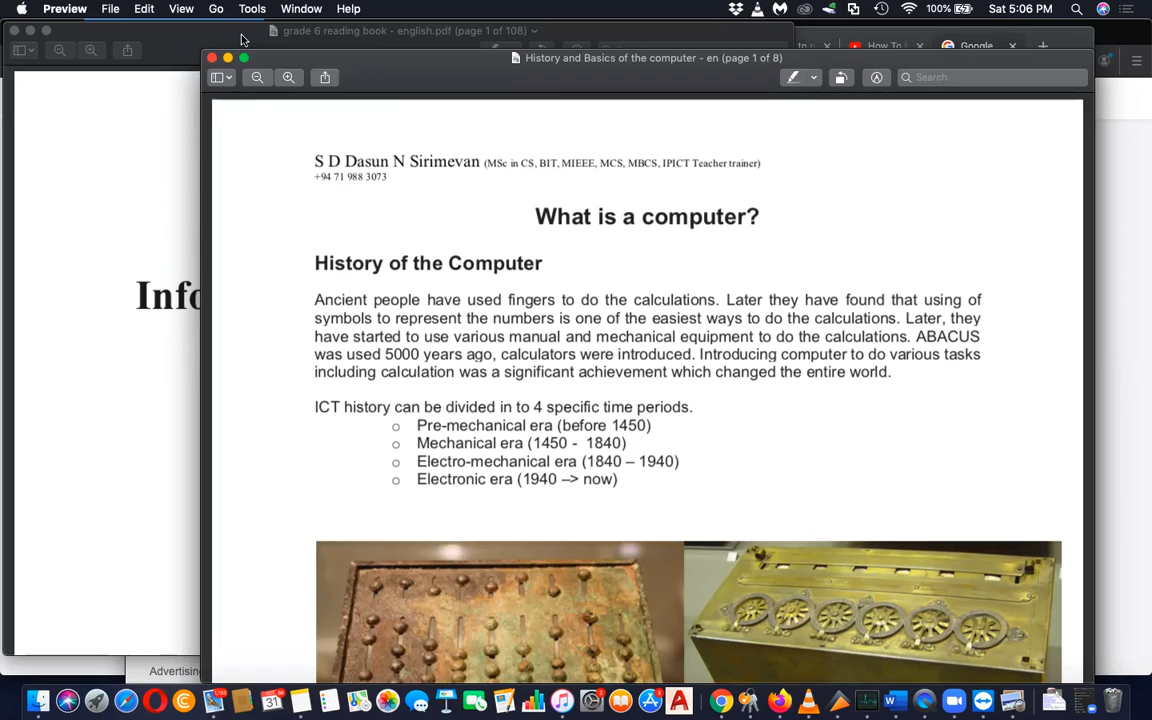 Preview File Edit View Go Tools Window Help 100% Sat 5:06 PM
grade 6 reading book - english.pdf (page 1 of 108)
How To
Google
History and Basics of the computer - en (page 1 of 8)
Search
S D Dasun N Sirimevan (MSc in CS, BIT, MIEEE, MCS, MBCS, IPICT Teacher trainer)
+94 71 988 3073
What is a computer?
History of the Computer
Ancient people have used fingers to do the calculations. Later they have found that using of
symbols to represent the numbers is one of the easiest ways to do the calculations. Later, they
have started to use various manual and mechanical equipment to do the calculations. ABACUS
was used 5000 years ago, calculators were introduced. Introducing computer to do various tasks
including calculation was a significant achievement which changed the entire world.
ICT history can be divided in to 4 specific time periods.
Pre-mechanical era (before 1450)
Mechanical era (1450 - 1840)
Electro-mechanical era (1840 – 1940)
Electronic era (1940 –> now)
Info
Advertising
31